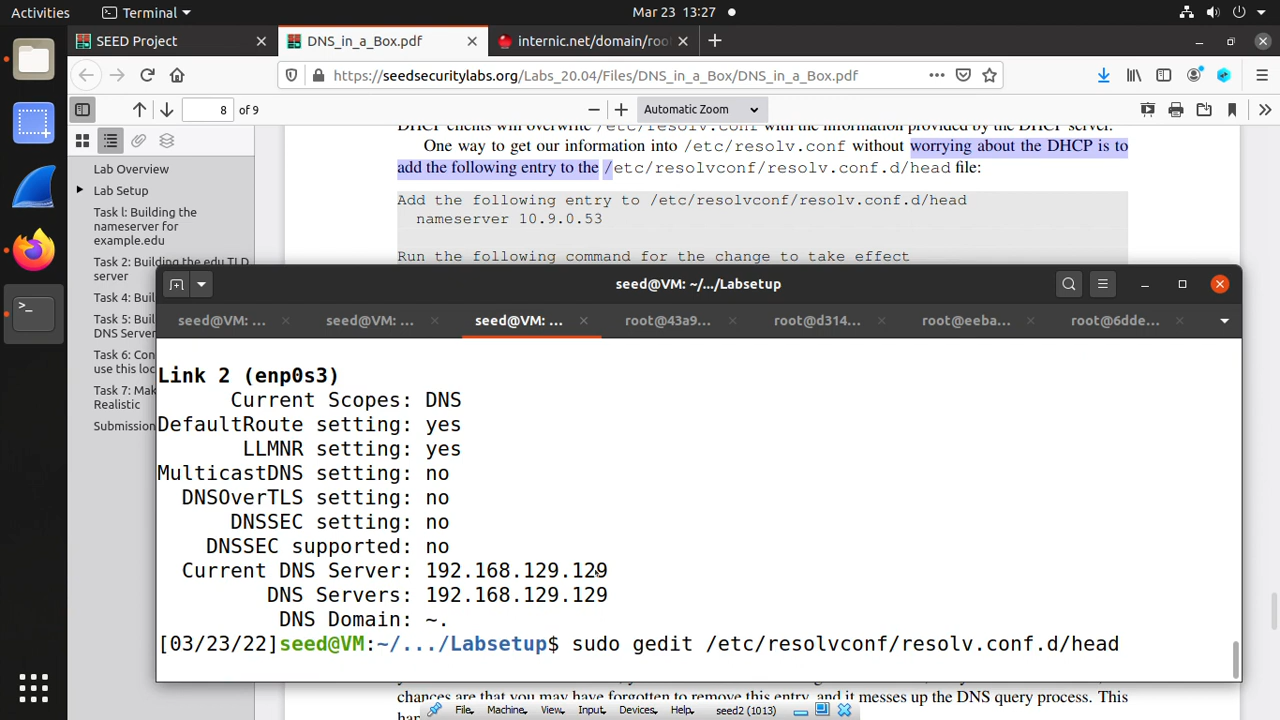 Activities
Terminal
Mar 23 13:27
SEED Project
DNS_in_a_Box.pdf
internic.net/domain/roo
https://seedsecuritylabs.org/Labs_20.04/Files/DNS_in_a_Box/DNS_in_a_Box.pdf
8 of 9
Automatic Zoom
Lab Overview
Lab Setup
Task l: Building the
nameserver for
example.edu
Task 2: Building the edu TLD
server
Task 4: Buil
Task 5: Buil
DNS Server
Task 6: Con
use this loc
Task 7: Mak
Realistic
Submission
DHCP clients will overwrite /etc/resolv.conf with the information provided by the DHCP server.
One way to get our information into /etc/resolv.conf without worrying about the DHCP is to
add the following entry to the /etc/resolvconf/resolv.conf.d/head file:
Add the following entry to /etc/resolvconf/resolv.conf.d/head
nameserver 10.9.0.53
Run the following command for the change to take effect
seed@VM: ~/.../Labsetup
seed@VM: ...
seed@VM: ...
seed@VM: ...
root@43a9...
root@d314...
root@eeba...
root@6dde...
Link 2 (enp0s3)
Current Scopes: DNS
DefaultRoute setting: yes
LLMNR setting: yes
MulticastDNS setting: no
DNSOverTLS setting: no
DNSSEC setting: no
DNSSEC supported: no
Current DNS Server: 192.168.129.129
DNS Servers: 192.168.129.129
DNS Domain: ~.
[03/23/22]seed@VM:~/.../Labsetup$ sudo gedit /etc/resolvconf/resolv.conf.d/head
chances are that you may have forgotten to remove this entry, and it messes up the DNS query process. This
File Machine View Input Devices Help seed2 (1013)